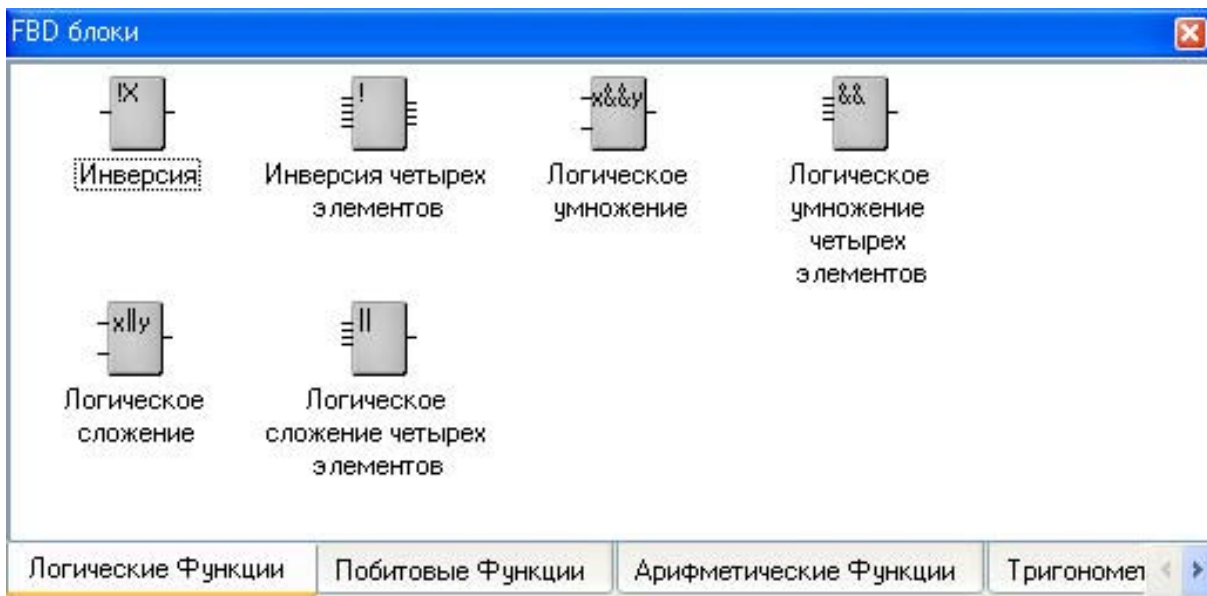 FBD блоки
!X
!
x&&y
&&
Инверсия
Инверсия четырех
элементов
Логическое
умножение
Логическое
умножение
четырех
элементов
x||y
||
Логическое
сложение
Логическое
сложение четырех
элементов
Логические Функции
Побитовые Функции
Арифметические Функции
Тригономет